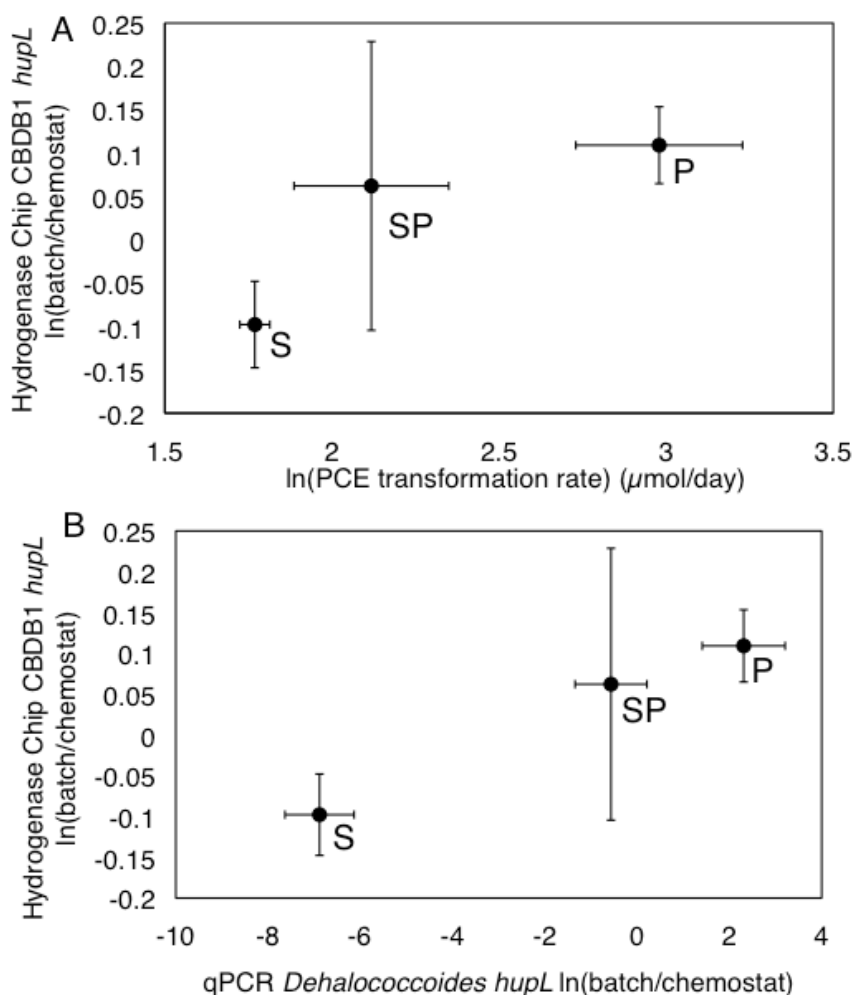 A
Hydrogenase Chip CBDB1 hupL
ln(batch/chemostat)
0.25
0.2
0.15
0.1
0.05
0
-0.05
-0.1
-0.15
-0.2
S
SP
P
1.5 2 2.5 3 3.5
ln(PCE transformation rate) (µmol/day)
B
Hydrogenase Chip CBDB1 hupL
ln(batch/chemostat)
0.25
0.2
0.15
0.1
0.05
0
-0.05
-0.1
-0.15
-0.2
S
SP
P
-10 -8 -6 -4 -2 0 2 4
qPCR Dehalococcoides hupL ln(batch/chemostat)